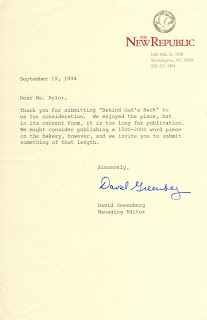 THE
NEW REPUBLIC
1220 19th St. NW
Washington, DC 20036
202-331-7494
September 19, 1994
Dear Ms. Aylor,
Thank you for submitting "Behind God's Back" to
us for consideration. We enjoyed the piece, but
in its current form, it is too long for publication.
We might consider publishing a 1500-2000 word piece
on the bakery, however, and we invite you to submit
something of that length.
Sincerely,
David Greenberg
David Greenberg
Managing Editor